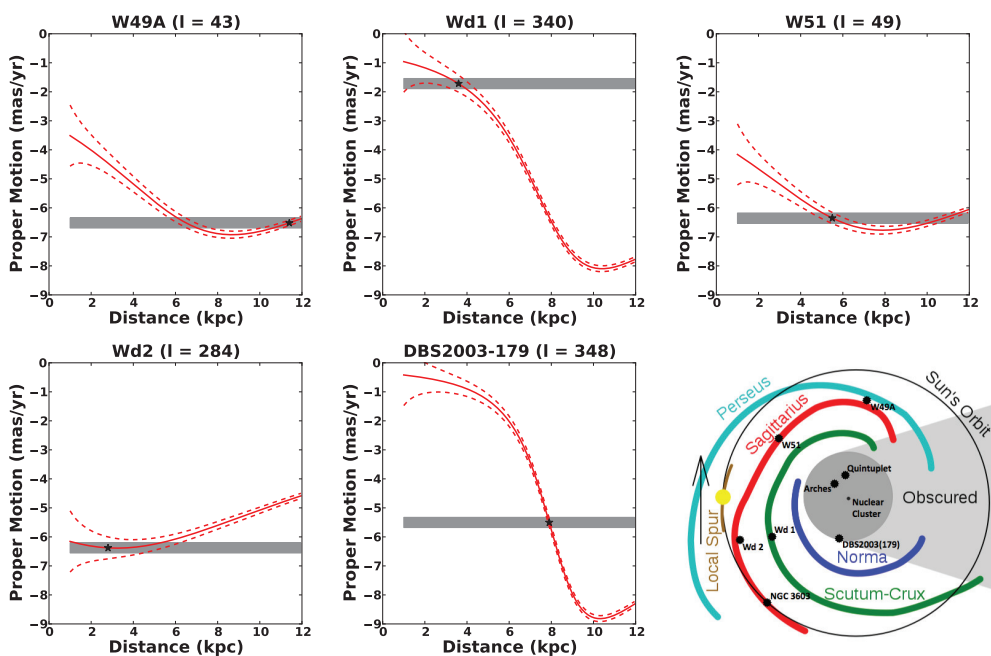 W49A (l = 43)
Proper Motion (mas/yr)
0
−1
−2
−3
−4
−5
−6
−7
−8
−9
0 2 4 6 8 10 12
Distance (kpc)
Wd1 (l = 340)
Proper Motion (mas/yr)
0
−1
−2
−3
−4
−5
−6
−7
−8
−9
0 2 4 6 8 10 12
Distance (kpc)
W51 (l = 49)
Proper Motion (mas/yr)
0
−1
−2
−3
−4
−5
−6
−7
−8
−9
0 2 4 6 8 10 12
Distance (kpc)
Wd2 (l = 284)
Proper Motion (mas/yr)
0
−1
−2
−3
−4
−5
−6
−7
−8
−9
0 2 4 6 8 10 12
Distance (kpc)
DBS2003-179 (l = 348)
Proper Motion (mas/yr)
0
−1
−2
−3
−4
−5
−6
−7
−8
−9
0 2 4 6 8 10 12
Distance (kpc)
Perseus
Sagittarius
Sun's Orbit
W49A
W51
Quintuplet
Arches
Nuclear
Cluster
Obscured
Local Spur
Wd 1
Wd 2
DBS2003(179)
Norma
NGC 3603
Scutum-Crux